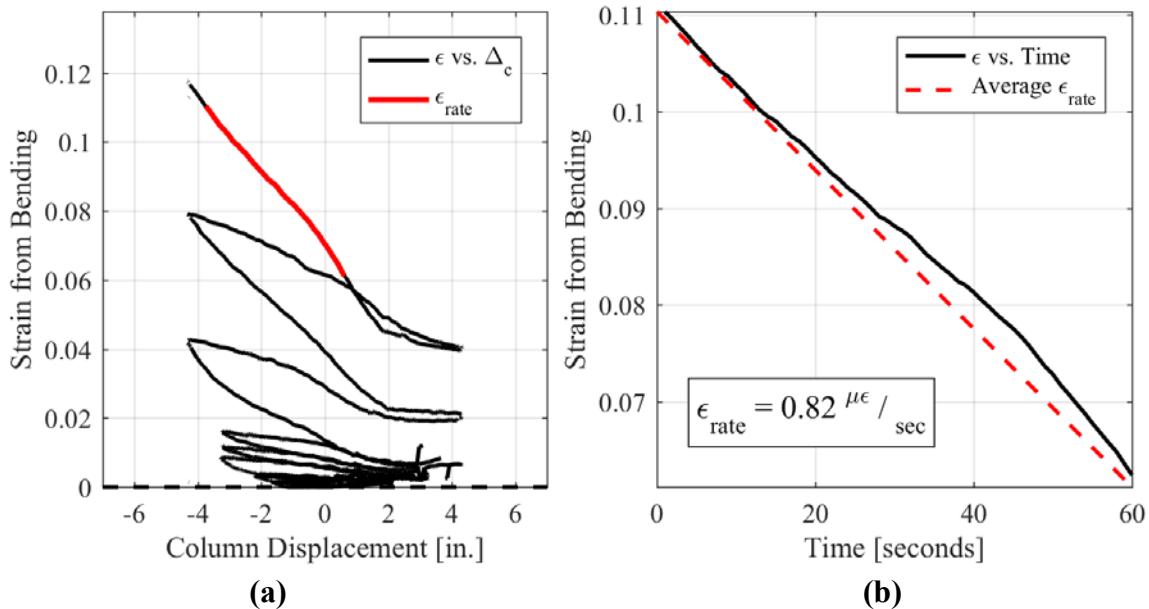 ϵ vs. Δc
ϵrate
0.12
0.1
0.08
0.06
0.04
0.02
0
-6 -4 -2 0 2 4 6
Strain from Bending
Column Displacement [in.]
(a)
ϵ vs. Time
Average ϵrate
0.11
0.1
0.09
0.08
0.07
ϵrate = 0.82 με / sec
0 20 40 60
Strain from Bending
Time [seconds]
(b)